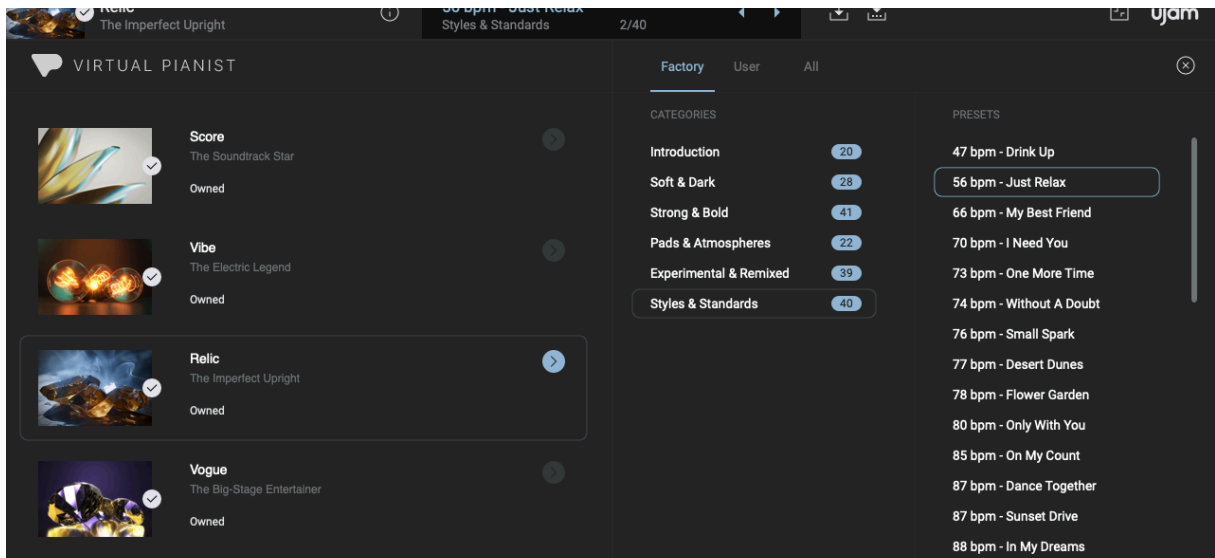 Relic
The Imperfect Upright
56 bpm - Just Relax
Styles & Standards
2/40
ujam
VIRTUAL PIANIST
Score
The Soundtrack Star
Owned
Vibe
The Electric Legend
Owned
Relic
The Imperfect Upright
Owned
Vogue
The Big-Stage Entertainer
Owned
Factory
User
All
CATEGORIES
Introduction 20
Soft & Dark 28
Strong & Bold 41
Pads & Atmospheres 22
Experimental & Remixed 39
Styles & Standards 40
PRESETS
47 bpm - Drink Up
56 bpm - Just Relax
66 bpm - My Best Friend
70 bpm - I Need You
73 bpm - One More Time
74 bpm - Without A Doubt
76 bpm - Small Spark
77 bpm - Desert Dunes
78 bpm - Flower Garden
80 bpm - Only With You
85 bpm - On My Count
87 bpm - Dance Together
87 bpm - Sunset Drive
88 bpm - In My Dreams